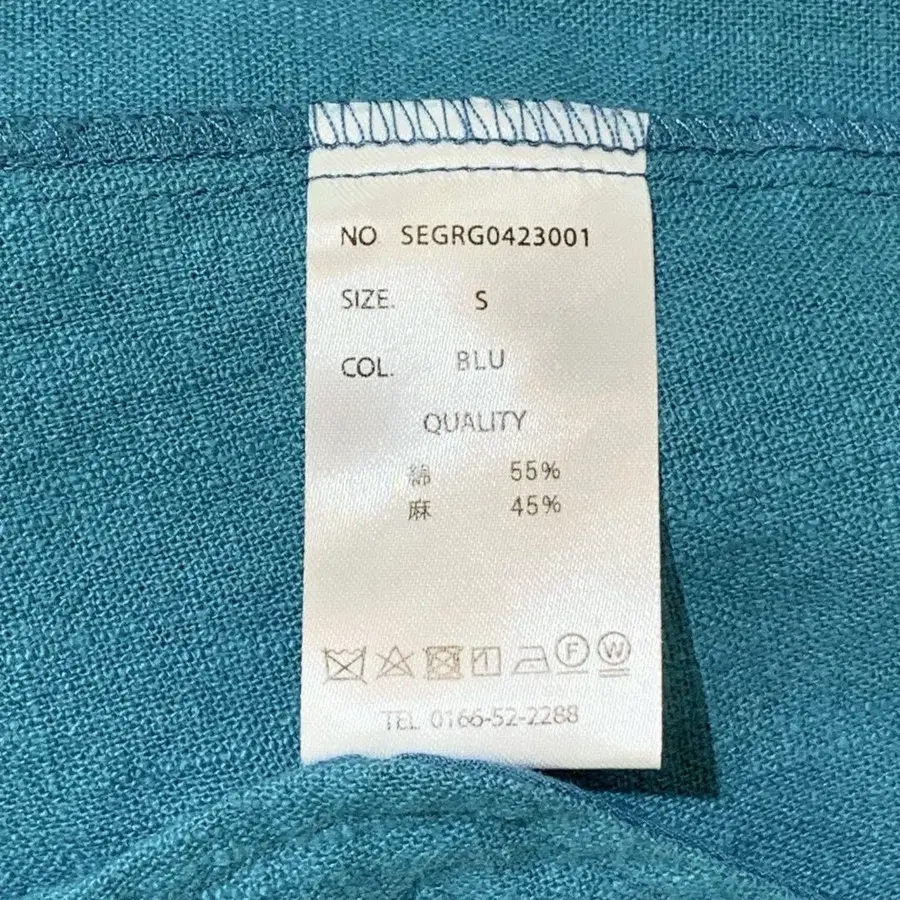 NO SEGRG0423001
SIZE. S
COL. BLU
QUALITY
綿 55%
麻 45%
F W
TEL 0166-52-2288